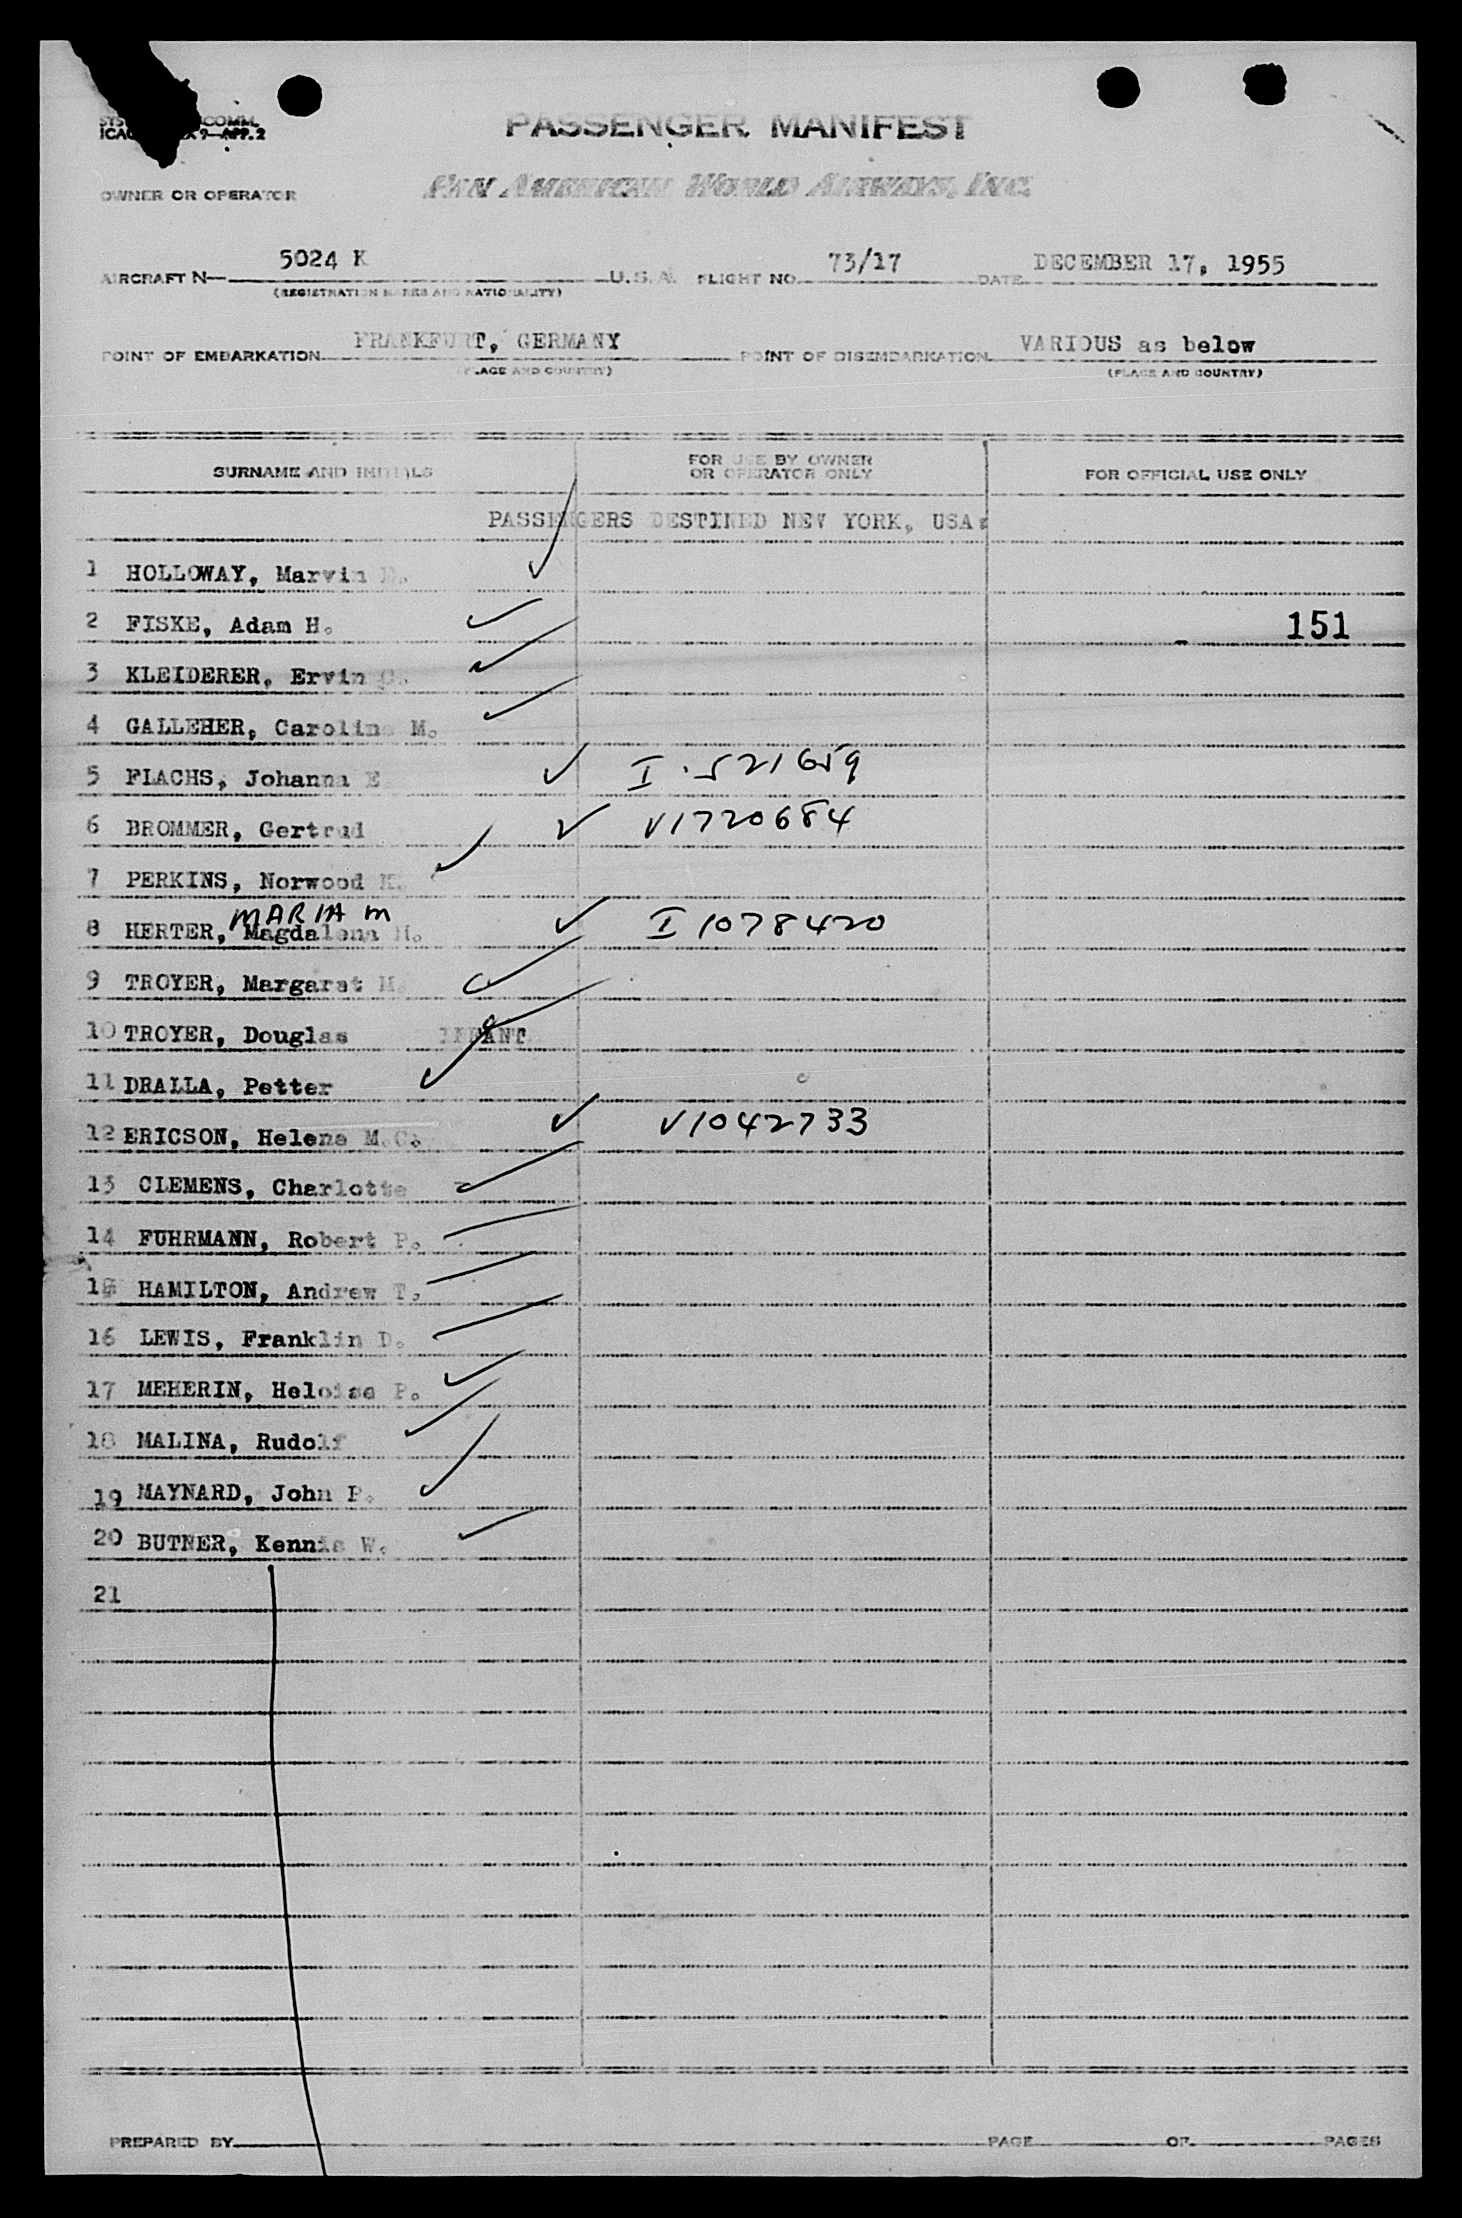 COMM.
ICAO 9—APP.2
PASSENGER MANIFEST
OWNER OR OPERATOR PAN AMERICAN WORLD AIRWAYS, INC.
AIRCRAFT N— 5024 K U.S.A. FLIGHT NO. 73/17 DATE DECEMBER 17, 1955
(REGISTRATION MARKS AND NATIONALITY)
POINT OF EMBARKATION FRANKFURT, GERMANY POINT OF DISEMBARKATION VARIOUS as below
(PLACE AND COUNTRY) (PLACE AND COUNTRY)
SURNAME AND INITIALS FOR USE BY OWNER OR OPERATOR ONLY FOR OFFICIAL USE ONLY
PASSENGERS DESTINED NEW YORK, USA:
1 HOLLOWAY, Marvin
2 FISKE, Adam H. 151
3 KLEIDERER, Ervin
4 GALLEHER, Caroline M.
5 FLACHS, Johanna E I.521659
6 BROMMER, Gertrud V1720684
7 PERKINS, Norwood
MARIA M
8 HERTER, Magdalena M. I 1078420
9 TROYER, Margaret
10 TROYER, Douglas INFANT
11 DRALLA, Petter
12 ERICSON, Helene M.C. V1042733
13 CLEMENS, Charlotte
14 FUHRMANN, Robert P.
15 HAMILTON, Andrew T.
16 LEWIS, Franklin D.
17 MEHERIN, Heloise P.
18 MALINA, Rudolf
19 MAYNARD, John P.
20 BUTNER, Kennis W.
21
PREPARED BY PAGE OF PAGES